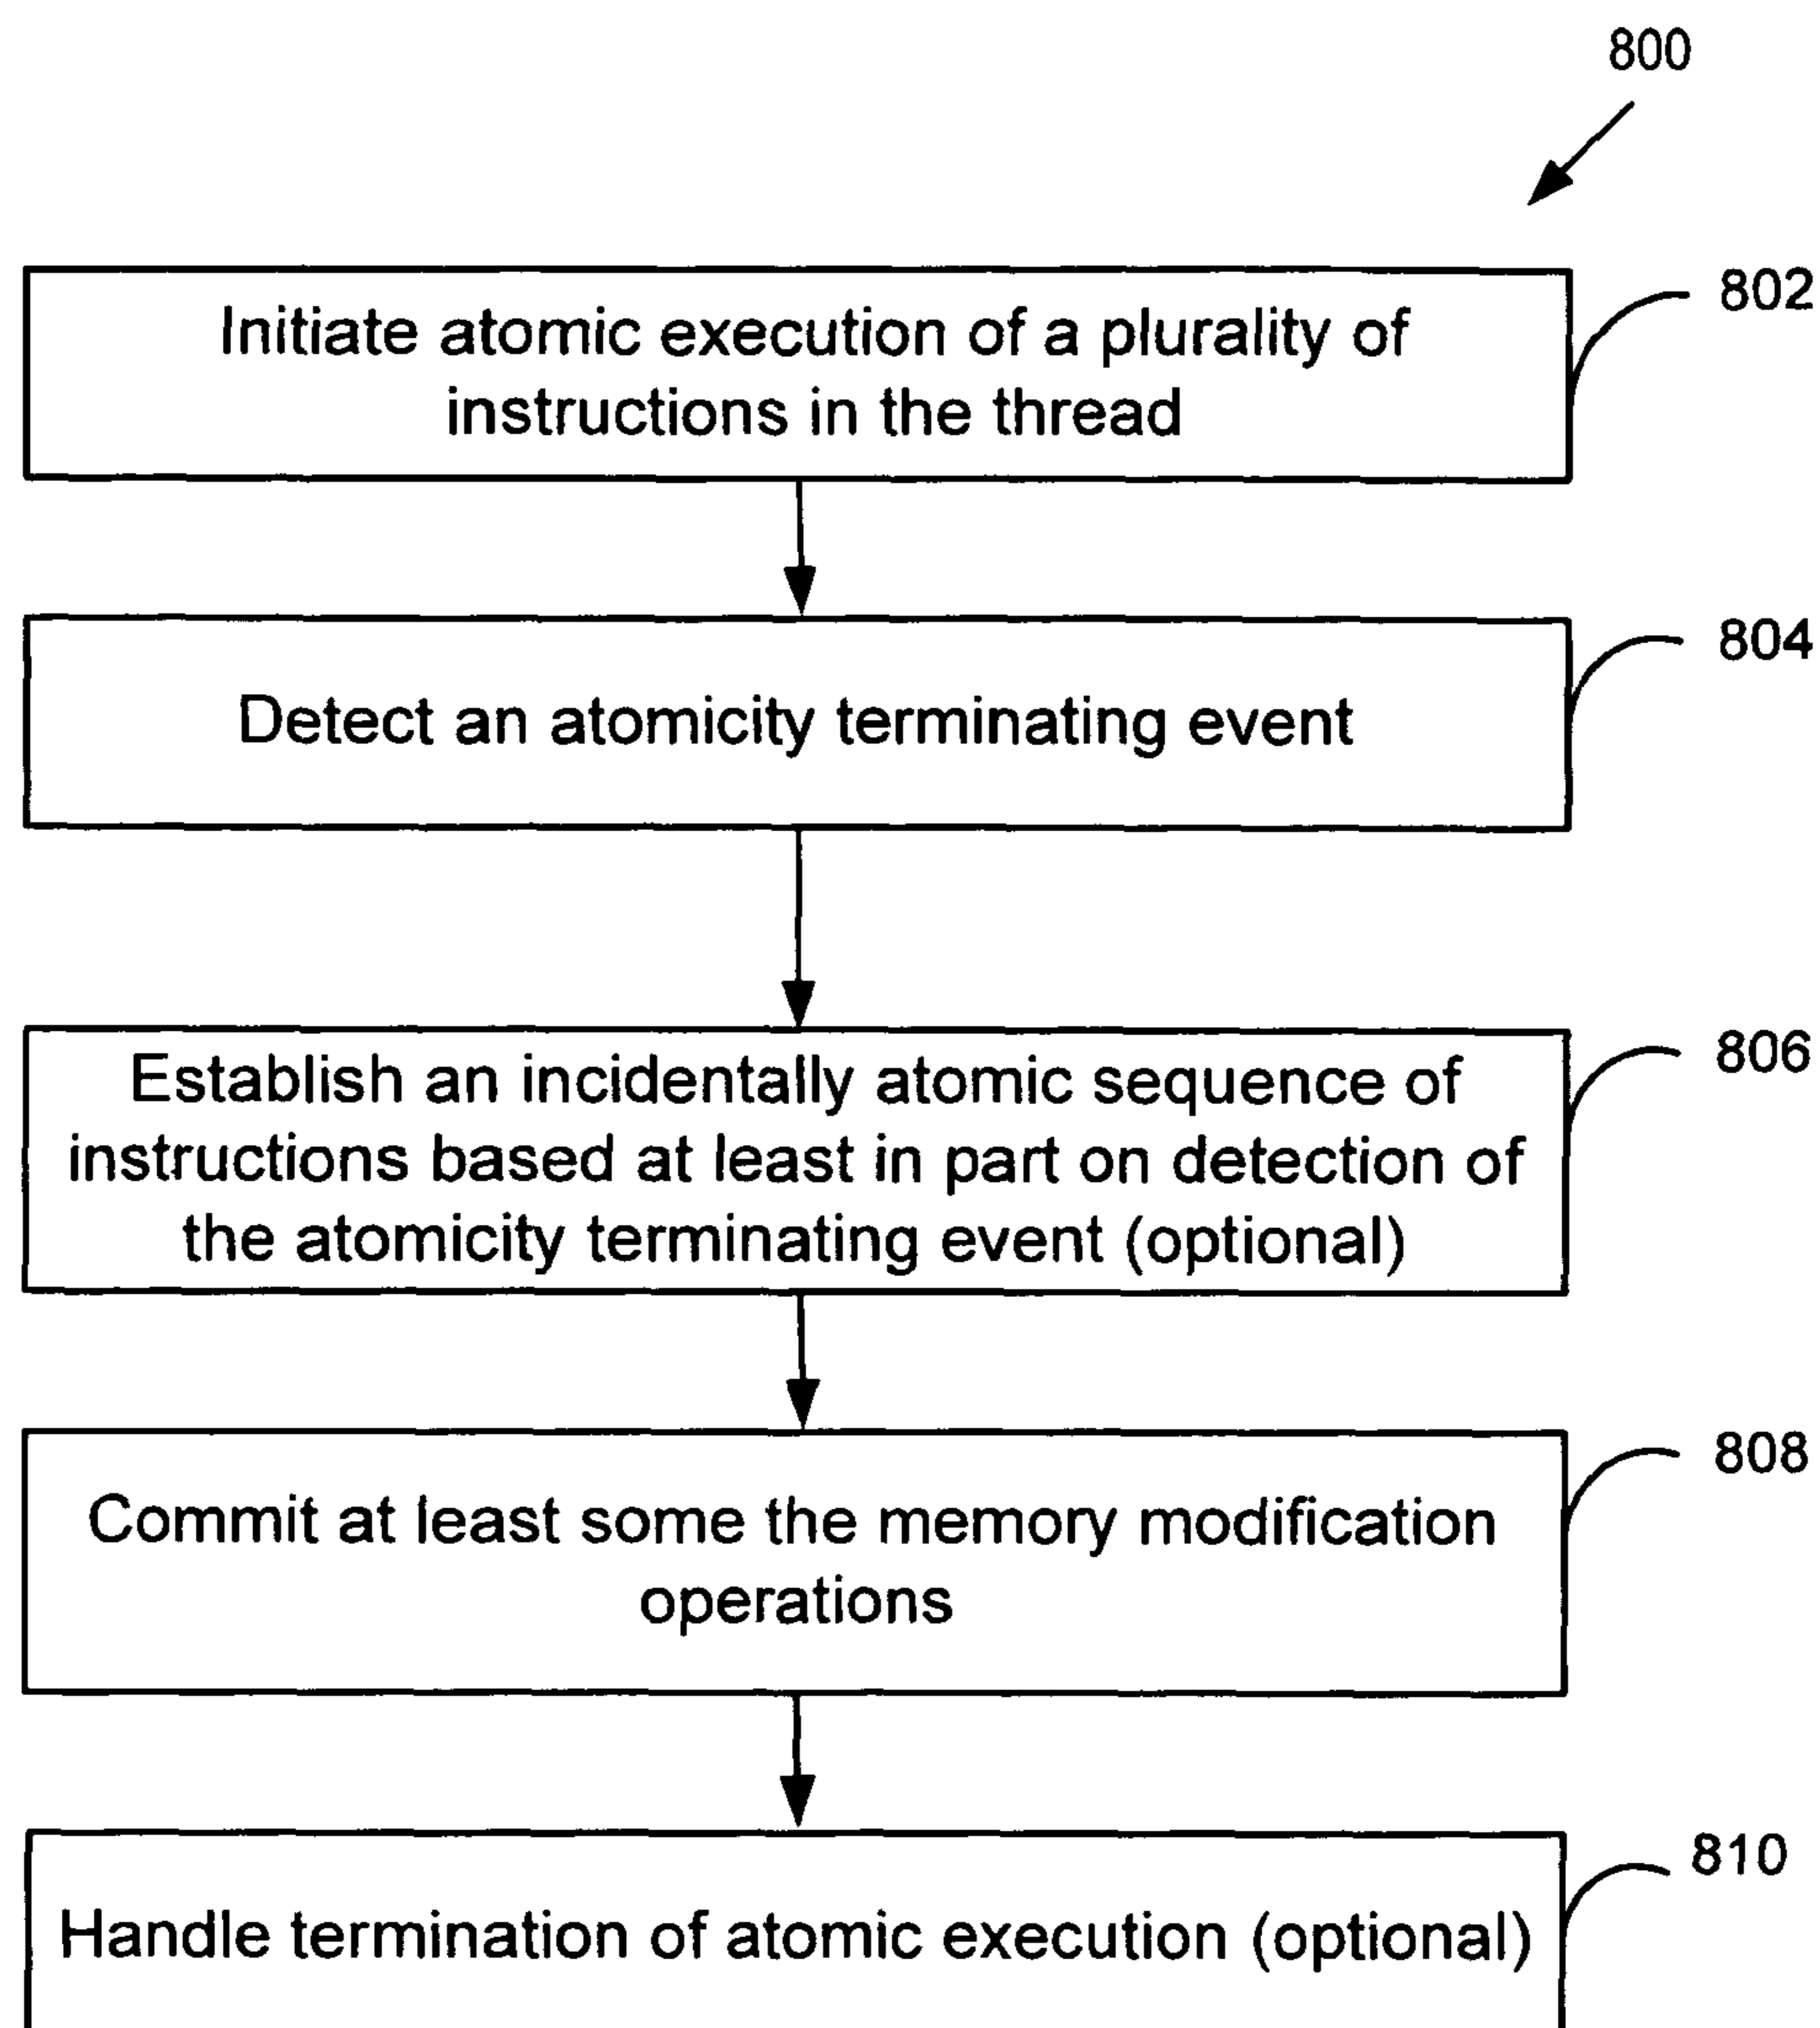 800
802
Initiate atomic execution of a plurality of
instructions in the thread
804
Detect an atomicity terminating event
806
Establish an incidentally atomic sequence of
instructions based at least in part on detection of
the atomicity terminating event (optional)
808
Commit at least some the memory modification
operations
810
Handle termination of atomic execution (optional)